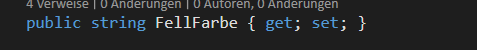 4 Verweise | 0 Änderungen | 0 Autoren, 0 Änderungen
public string FellFarbe { get; set; }